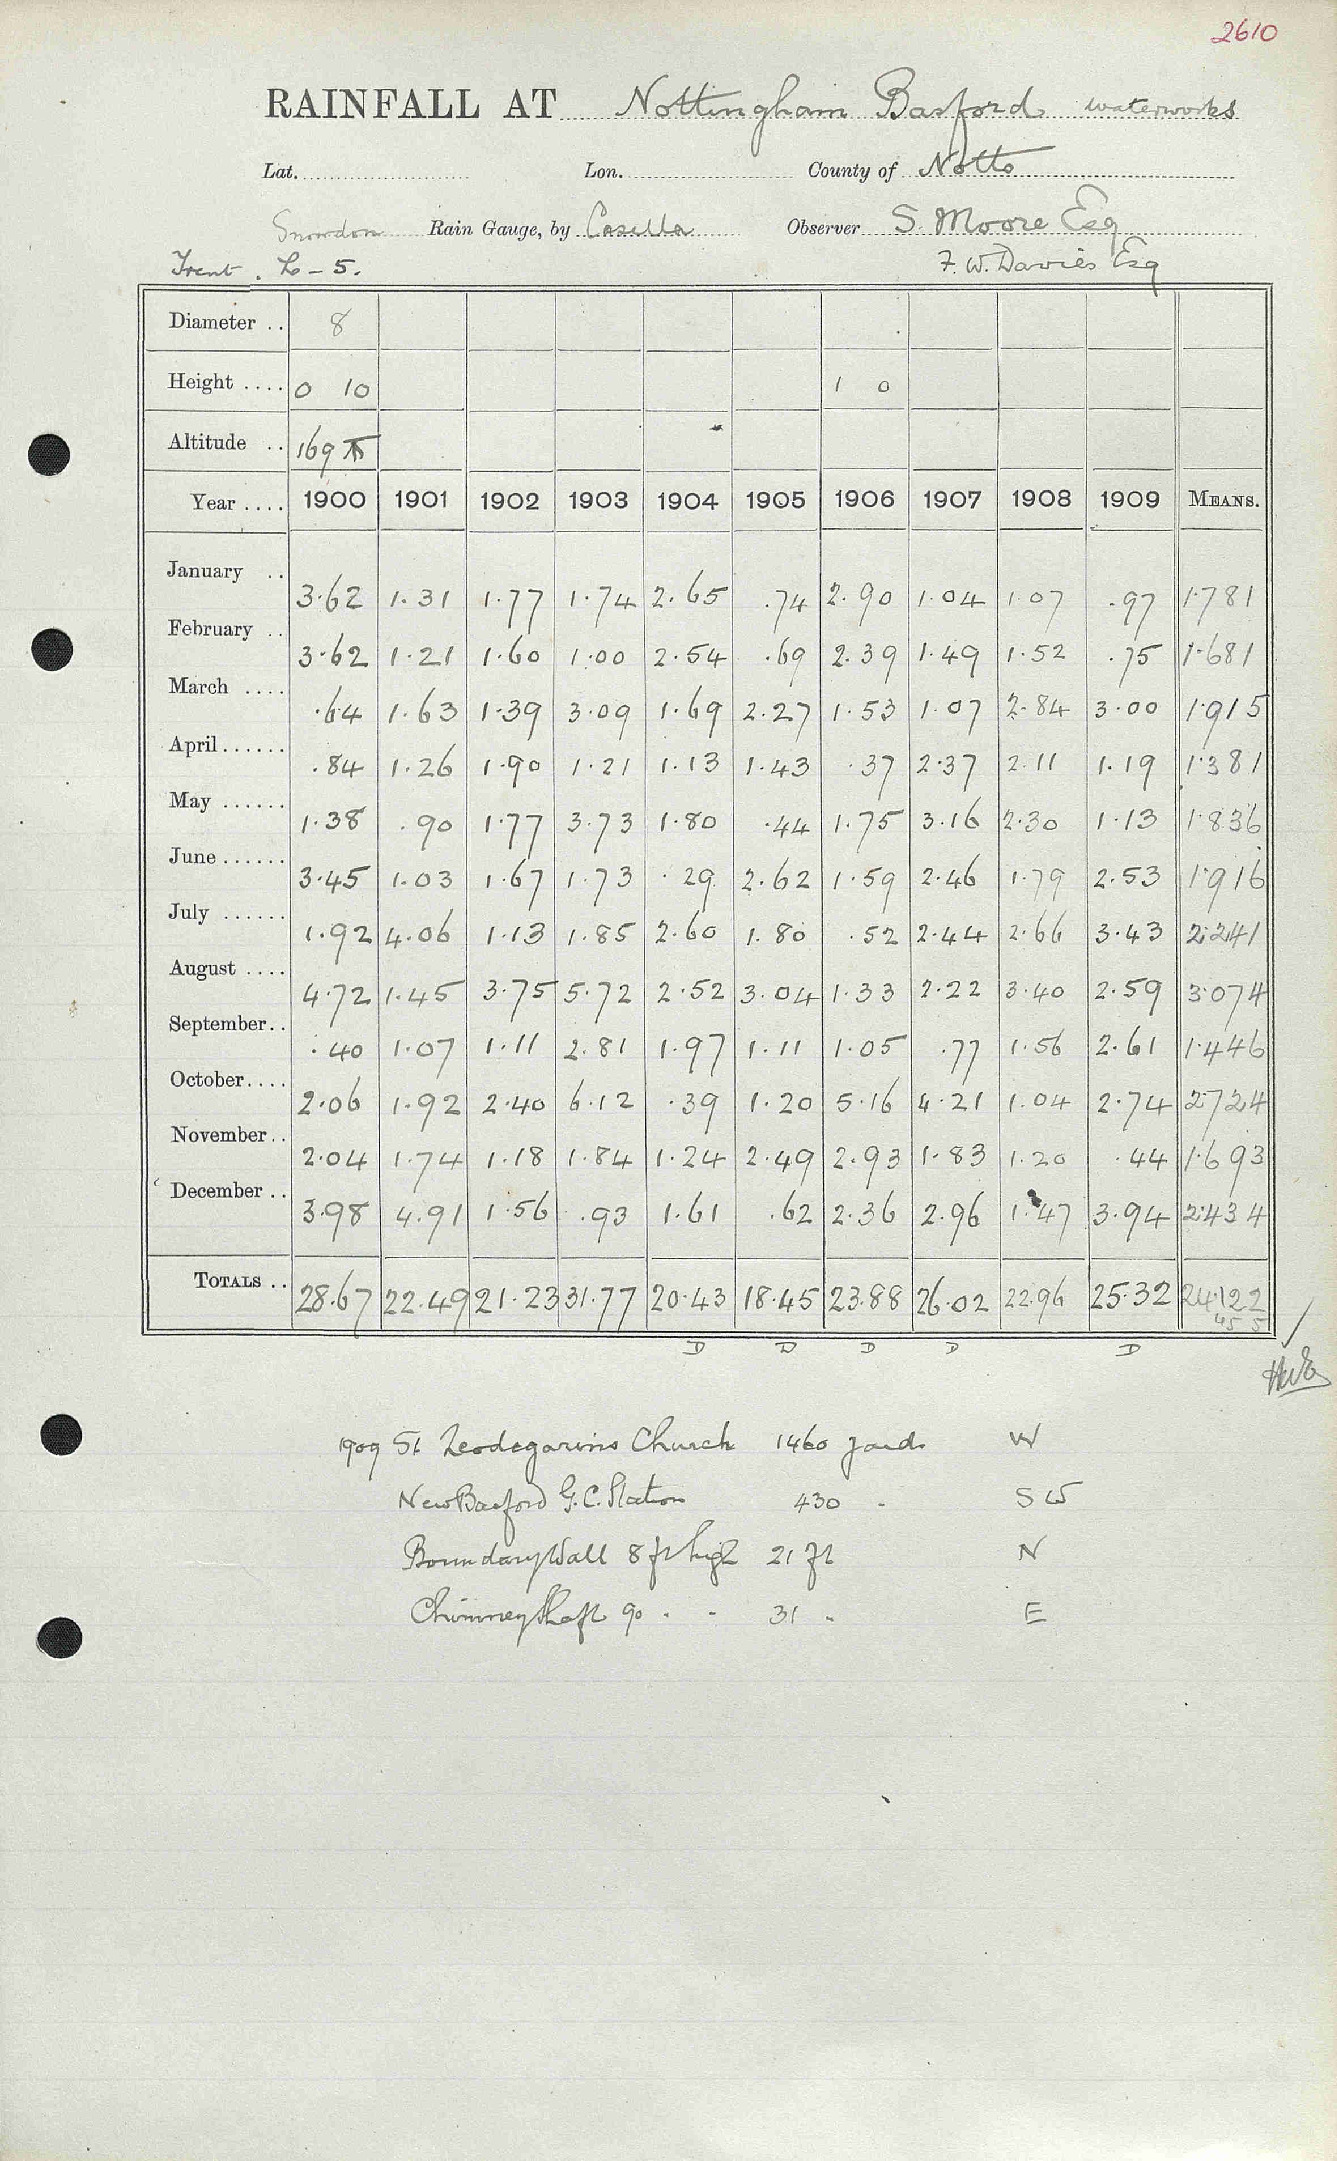 2610
RAINFALL AT Nottingham Basford waterworks
Lat. Lon. County of Notts
Snowdon Rain Gauge, by Casella Observer S. Moore Esq
Trent. L-5. F. W. Davies Esq
Diameter .. 8
Height .... 0 10 1 0
Altitude .. 169
Year .... 1900 1901 1902 1903 1904 1905 1906 1907 1908 1909 MEANS.
January .. 3.62 1.31 1.77 1.74 2.65 .74 2.90 1.04 1.07 .97 1.781
February .. 3.62 1.21 1.60 1.00 2.54 .69 2.39 1.49 1.52 .75 1.681
March .... .64 1.63 1.39 3.09 1.69 2.27 1.53 1.07 2.84 3.00 1.915
April ...... .84 1.26 1.90 1.21 1.13 1.43 .37 2.37 2.11 1.19 1.381
May ...... 1.38 .90 1.77 3.73 1.80 .44 1.75 3.16 2.30 1.13 1.836
June ...... 3.45 1.03 1.67 1.73 .29 2.62 1.59 2.46 1.79 2.53 1.916
July ...... 1.92 4.06 1.13 1.85 2.60 1.80 .52 2.44 2.66 3.43 2.241
August .... 4.72 1.45 3.75 5.72 2.52 3.04 1.33 2.22 3.40 2.59 3.074
September .. .40 1.07 1.11 2.81 1.97 1.11 1.05 .77 1.56 2.61 1.446
October .... 2.06 1.92 2.40 6.12 .39 1.20 5.16 4.21 1.04 2.74 2.724
November .. 2.04 1.74 1.18 1.84 1.24 2.49 2.93 1.83 1.20 .44 1.693
December .. 3.98 4.91 1.56 .93 1.61 .62 2.36 2.96 1.47 3.94 2.434
TOTALS .. 28.67 22.49 21.23 31.77 20.43 18.45 23.88 26.02 22.96 25.32 24.122
D D D D D
1909 St Leodegarius Church 1460 yards W
New Basford G.C. Station 430 " SW
Boundary Wall 8 ft high 21 ft N
Chimney Shaft 90 " " 31 " E